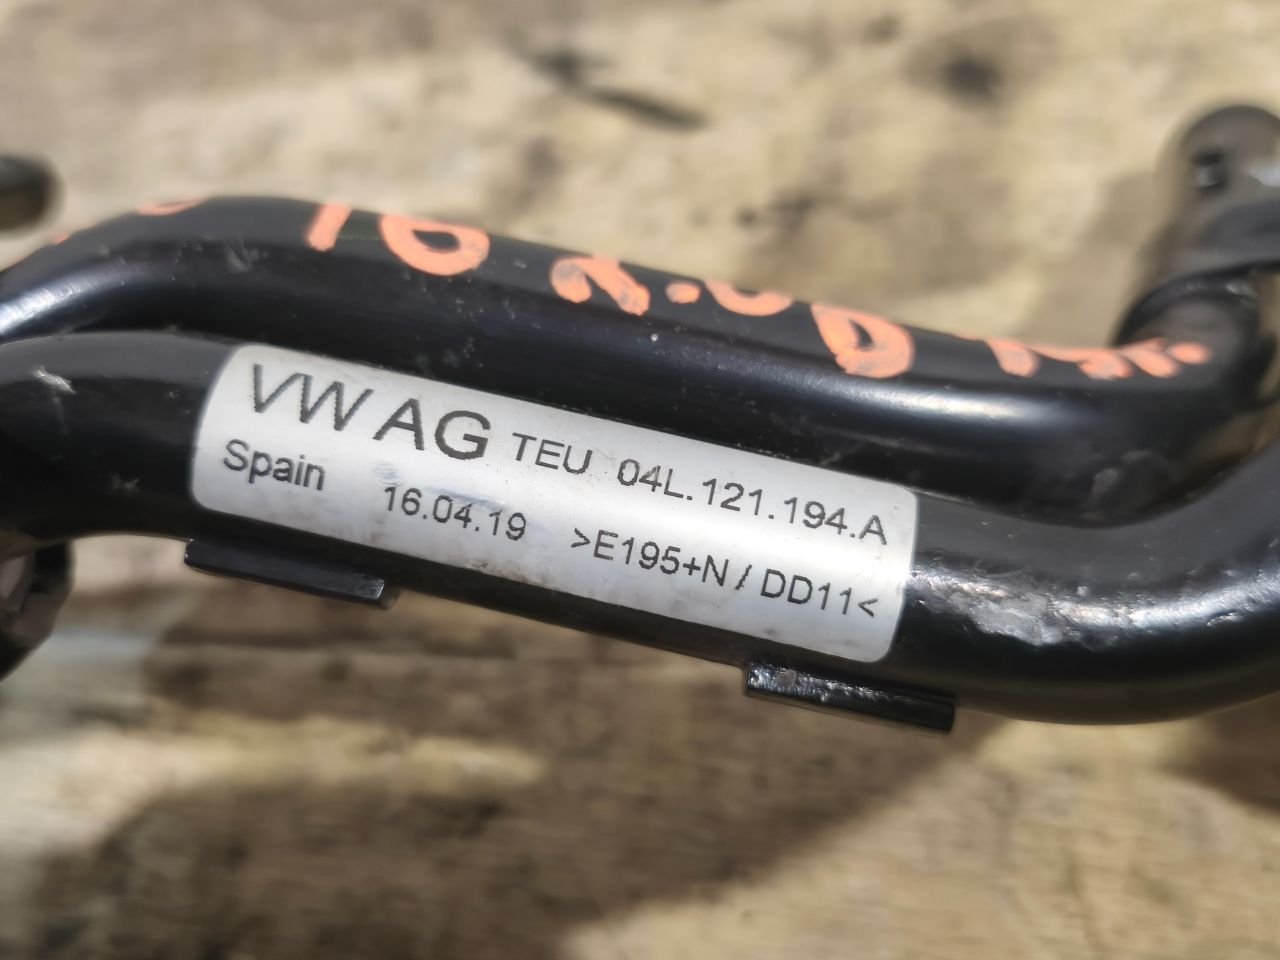 VW AG TEU 04L.121.194.A
Spain 16.04.19 >E195+N / DD11<